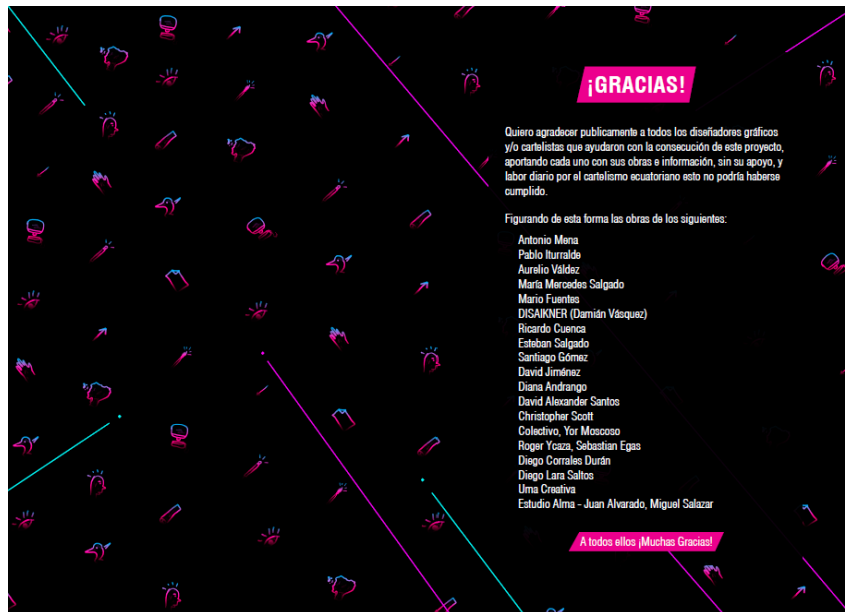 ¡GRACIAS!
Quiero agradecer publicamente a todos los diseñadores gráficos
y/o cartelistas que ayudaron con la consecución de este proyecto,
aportando cada uno con sus obras e información, sin su apoyo, y
labor diario por el cartelismo ecuatoriano esto no podría haberse
cumplido.
Figurando de esta forma las obras de los siguientes:
Antonio Mena
Pablo Iturralde
Aurelio Váldez
María Mercedes Salgado
Mario Fuentes
DISAIKNER (Damián Vásquez)
Ricardo Cuenca
Esteban Salgado
Santiago Gómez
David Jiménez
Diana Andrango
David Alexander Santos
Christopher Scott
Colectivo, Yor Moscoso
Roger Ycaza, Sebastian Egas
Diego Corrales Durán
Diego Lara Saltos
Uma Creativa
Estudio Alma - Juan Alvarado, Miguel Salazar
A todos ellos ¡Muchas Gracias!